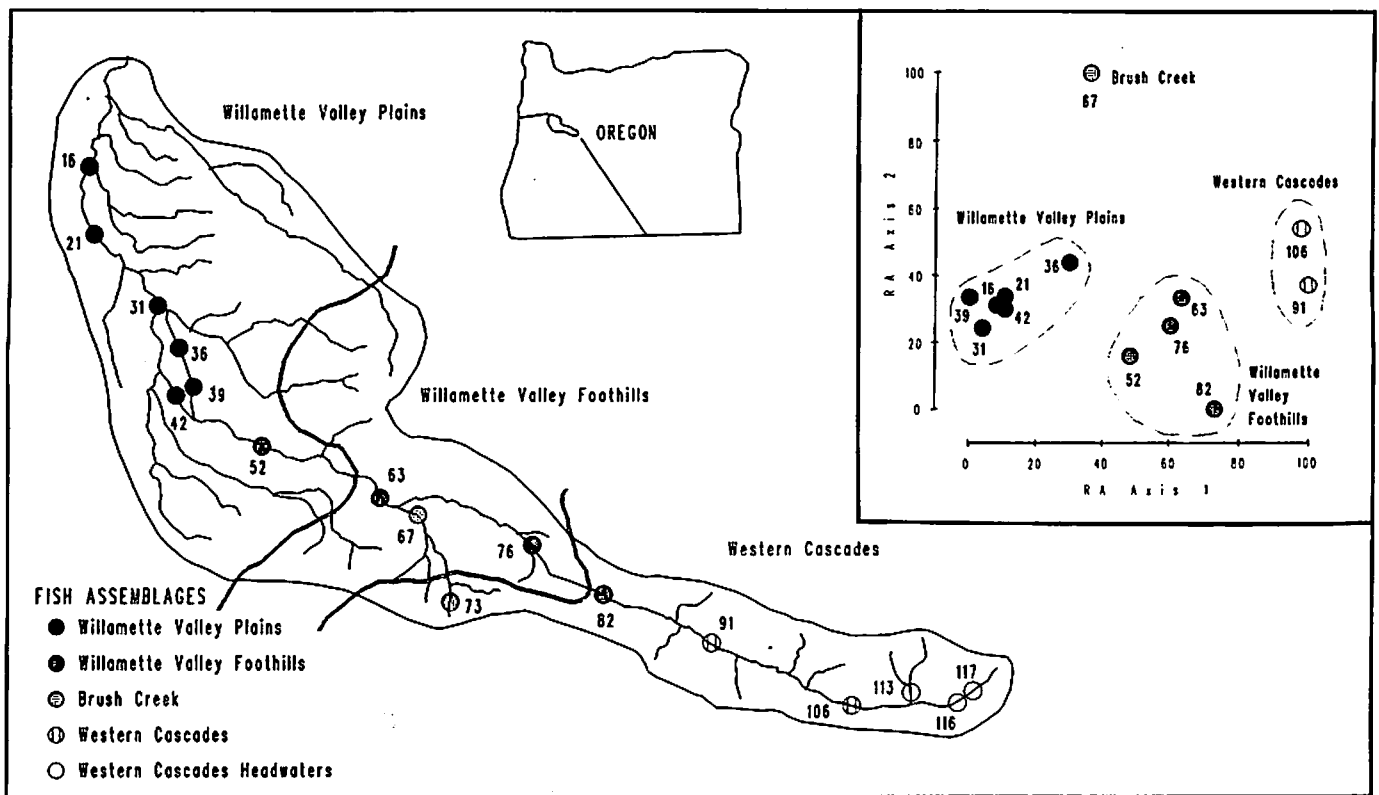 Willamette Valley Plains
OREGON
16
21
31
36
39
42
52
Willamette Valley Foothills
63
67
76
73
82
Western Cascades
91
106
113
117
116
FISH ASSEMBLAGES
Willamette Valley Plains
Willamette Valley Foothills
Brush Creek
Western Cascades
Western Cascades Headwaters
100
80
60
40
20
0
RA Axis 2
Brush Creek
67
Western Cascades
106
91
Willamette Valley Plains
36
16
21
39
42
31
63
76
52
82
Willamette
Valley
Foothills
0
20
40
60
80
100
RA Axis 1